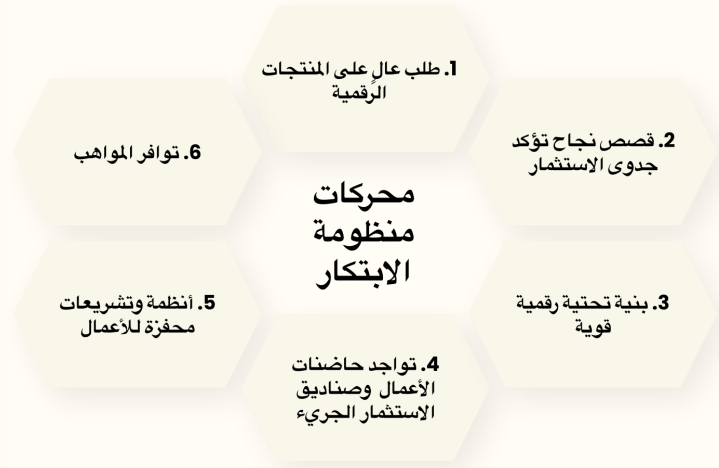 1. طلب عالٍ على المنتجات
الرقمية
2. قصص نجاح تؤكد
جدوى الاستثمار
3. بنية تحتية رقمية
قوية
4. تواجد حاضنات
الأعمال وصناديق
الاستثمار الجريء
5. أنظمة وتشريعات
محفزة للأعمال
6. توافر المواهب
محركات
منظومة
الابتكار